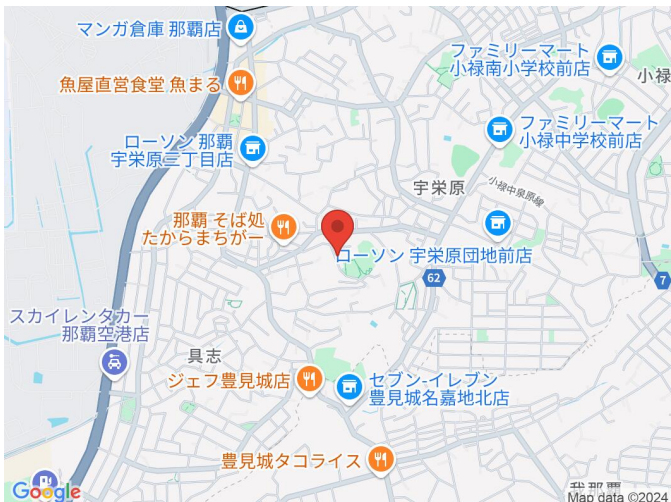 マンガ倉庫 那覇店
ファミリーマート
小禄南小学校前店
小禄
魚屋直営食堂 魚まる
ファミリーマート
小禄中学校前店
ローソン 那覇
宇栄原三丁目店
宇栄原
小禄中泉原線
那覇 そば処
たからまちがー
ローソン 宇栄原団地前店
62
7
スカイレンタカー
那覇空港店
具志
ジェフ豊見城店
セブン-イレブン
豊見城名嘉地北店
豊見城タコライス
Google
Map data ©2024